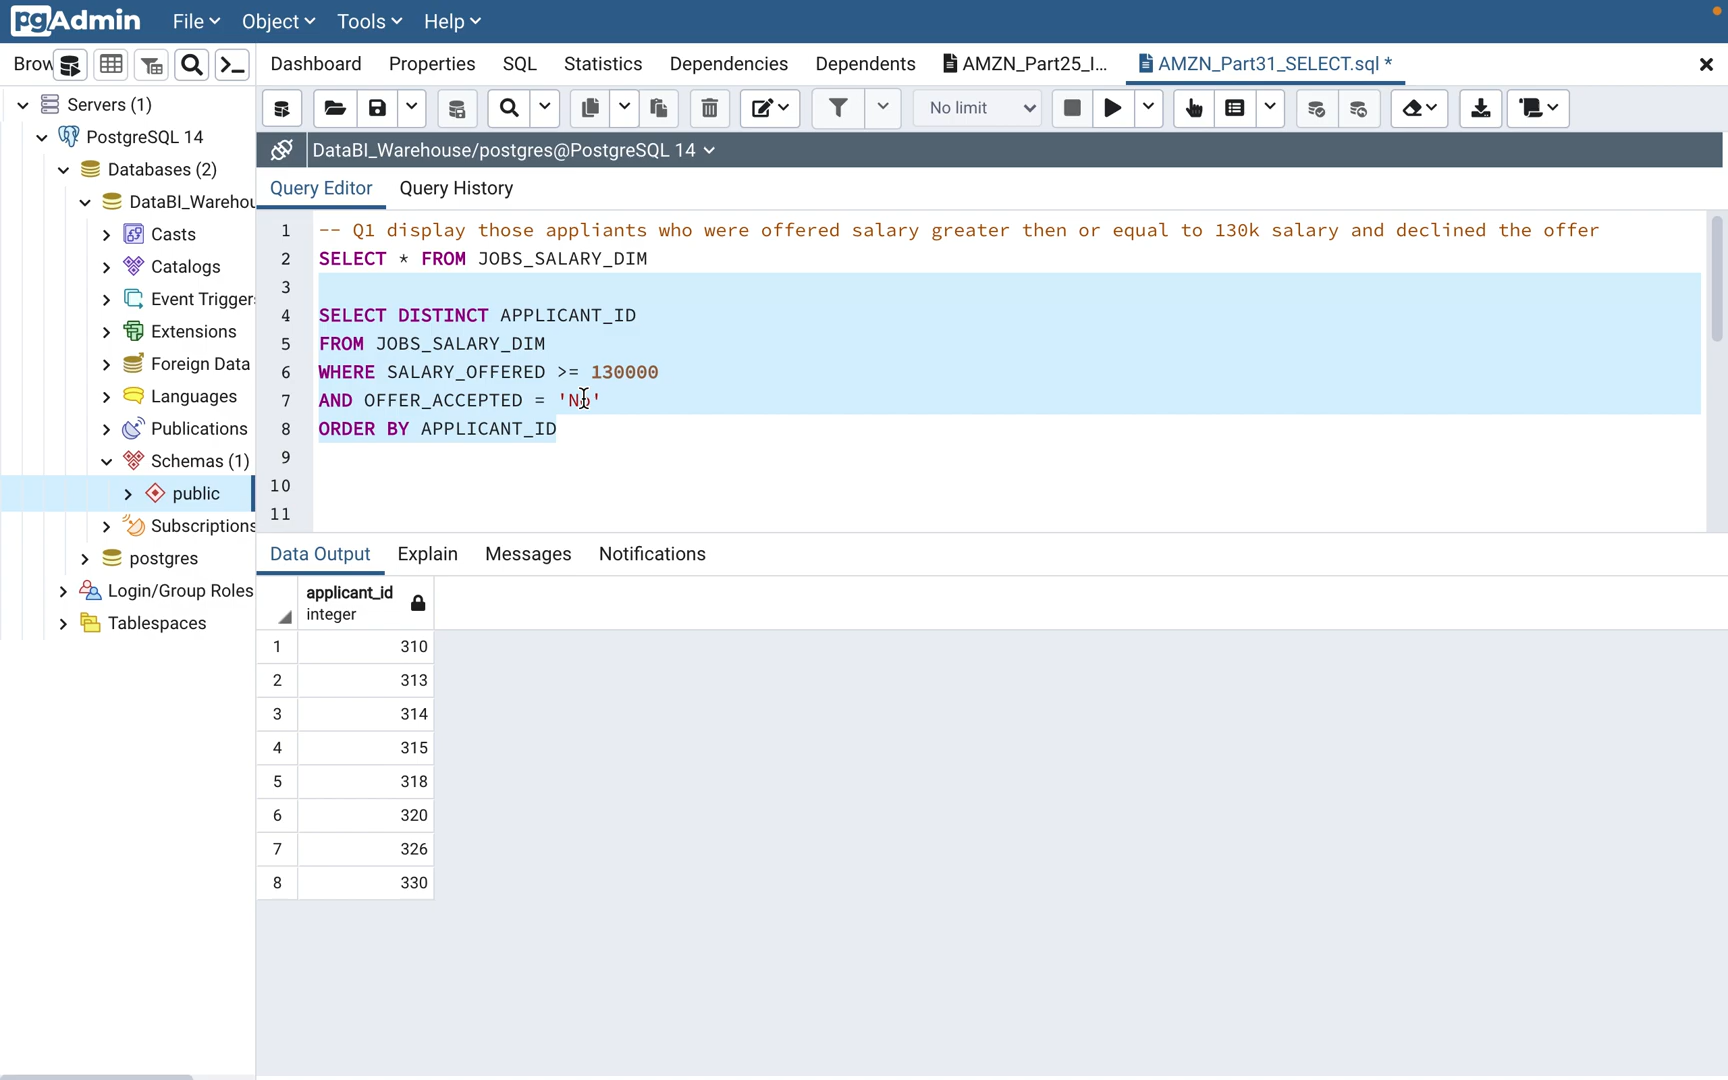 pgAdmin File Object Tools Help
Brow
Dashboard Properties SQL Statistics Dependencies Dependents AMZN_Part25_I... AMZN_Part31_SELECT.sql *
No limit
DataBI_Warehouse/postgres@PostgreSQL 14
Query Editor Query History
Servers (1)
PostgreSQL 14
Databases (2)
DataBI_Warehou
Casts
Catalogs
Event Triggers
Extensions
Foreign Data
Languages
Publications
Schemas (1)
public
Subscriptions
postgres
Login/Group Roles
Tablespaces
1 -- Q1 display those appliants who were offered salary greater then or equal to 130k salary and declined the offer
2 SELECT * FROM JOBS_SALARY_DIM
3
4 SELECT DISTINCT APPLICANT_ID
5 FROM JOBS_SALARY_DIM
6 WHERE SALARY_OFFERED >= 130000
7 AND OFFER_ACCEPTED = 'No'
8 ORDER BY APPLICANT_ID
9
10
11
Data Output Explain Messages Notifications
applicant_id
integer
1 310
2 313
3 314
4 315
5 318
6 320
7 326
8 330